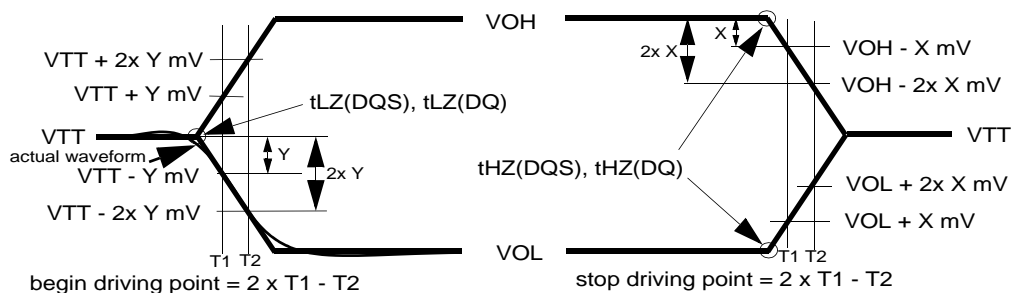 VOH
VTT + 2x Y mV
VTT + Y mV
tLZ(DQS), tLZ(DQ)
VTT
actual waveform
Y
2x Y
VTT - Y mV
VTT - 2x Y mV
T1 T2
VOL
begin driving point = 2 x T1 - T2
X
2x X
VOH - X mV
VOH - 2x X mV
VTT
tHZ(DQS), tHZ(DQ)
VOL + 2x X mV
VOL + X mV
T1 T2
stop driving point = 2 x T1 - T2